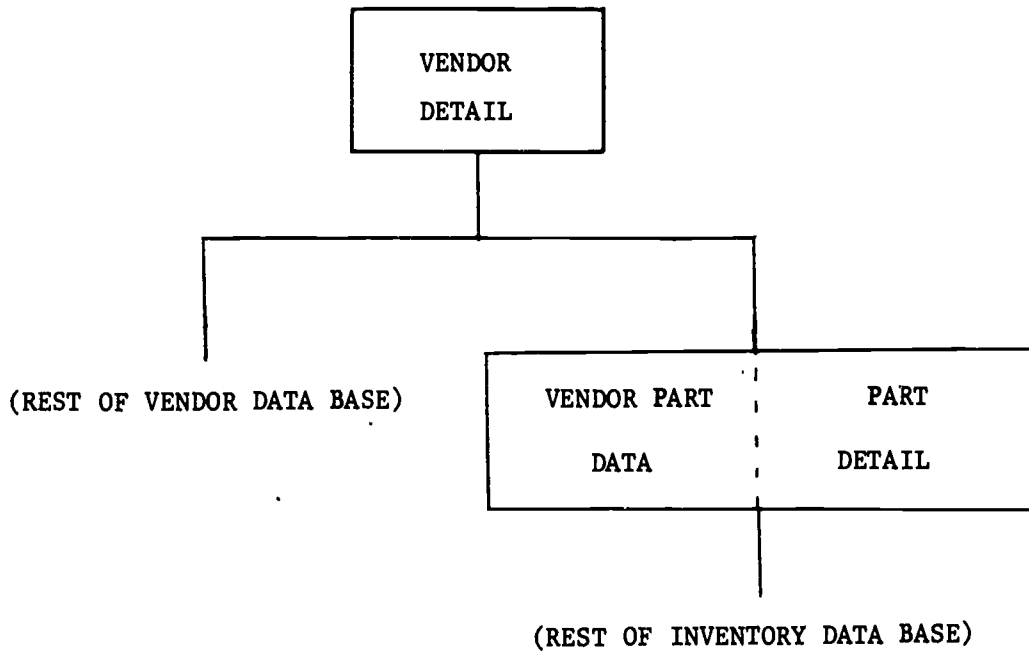 VENDOR
DETAIL
(REST OF VENDOR DATA BASE)
VENDOR PART
DATA
PART
DETAIL
(REST OF INVENTORY DATA BASE)